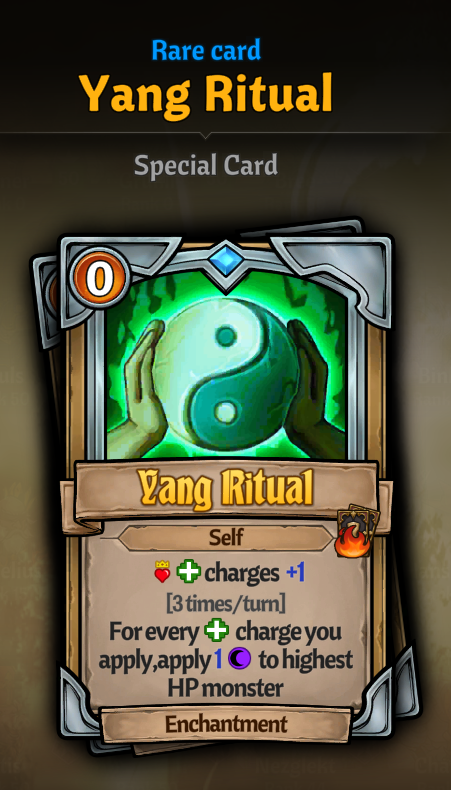 Rare card
Yang Ritual
Special Card
0
Yang Ritual
Self
charges +1
[3 times/turn]
For every charge you
apply,apply 1 to highest
HP monster
Enchantment